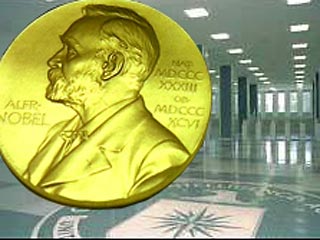 ALFR·
NOBEL
NAT·
MDCCC
XXXIII
OB·
MDCCC
XCVI